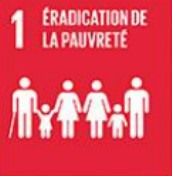 1 ÉRADICATION DE
LA PAUVRETÉ